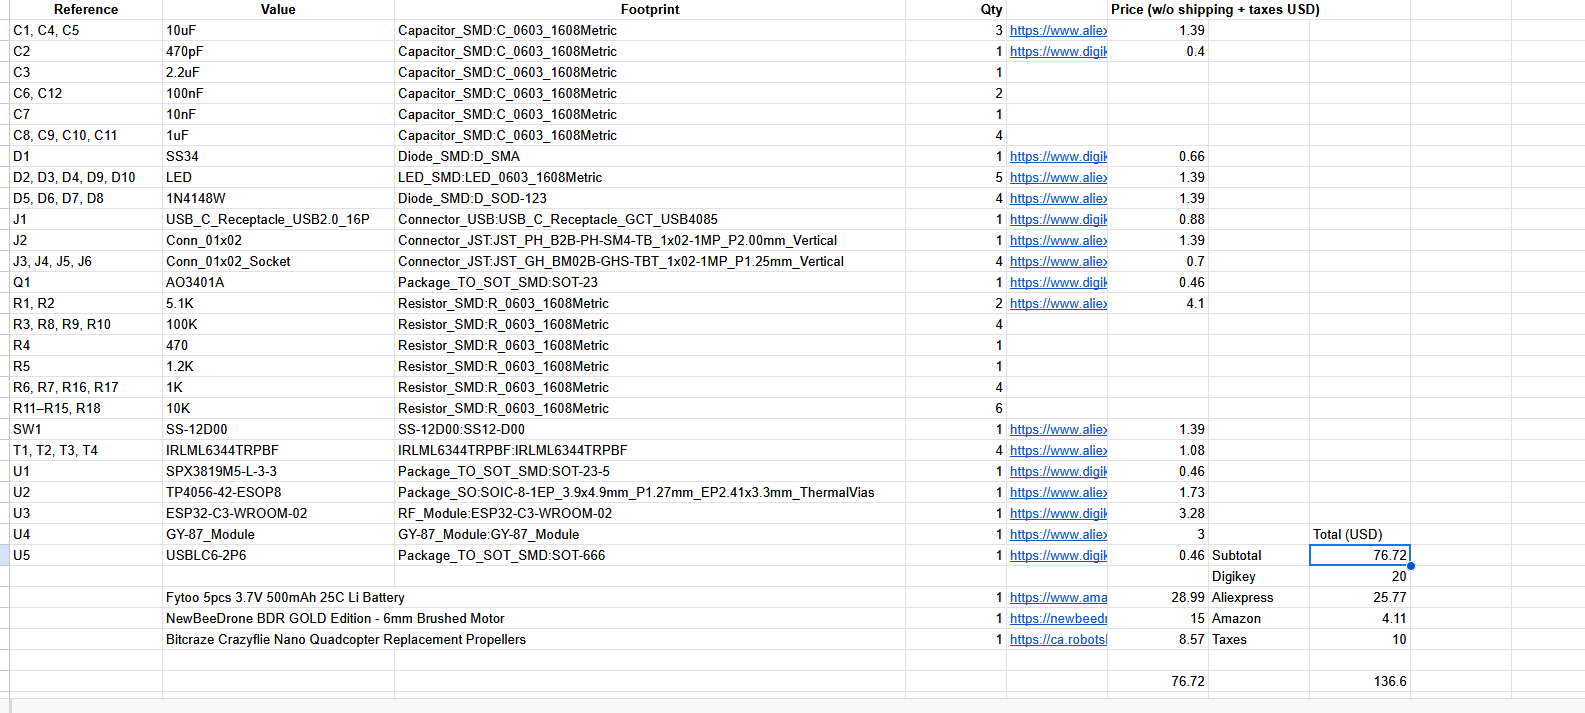 Reference Value Footprint Qty Price (w/o shipping + taxes USD)
C1, C4, C5 10uF Capacitor_SMD:C_0603_1608Metric 3 https://www.aliex 1.39
C2 470pF Capacitor_SMD:C_0603_1608Metric 1 https://www.digik 0.4
C3 2.2uF Capacitor_SMD:C_0603_1608Metric 1
C6, C12 100nF Capacitor_SMD:C_0603_1608Metric 2
C7 10nF Capacitor_SMD:C_0603_1608Metric 1
C8, C9, C10, C11 1uF Capacitor_SMD:C_0603_1608Metric 4
D1 SS34 Diode_SMD:D_SMA 1 https://www.digik 0.66
D2, D3, D4, D9, D10 LED LED_SMD:LED_0603_1608Metric 5 https://www.aliex 1.39
D5, D6, D7, D8 1N4148W Diode_SMD:D_SOD-123 4 https://www.aliex 1.39
J1 USB_C_Receptacle_USB2.0_16P Connector_USB:USB_C_Receptacle_GCT_USB4085 1 https://www.digik 0.88
J2 Conn_01x02 Connector_JST:JST_PH_B2B-PH-SM4-TB_1x02-1MP_P2.00mm_Vertical 1 https://www.aliex 1.39
J3, J4, J5, J6 Conn_01x02_Socket Connector_JST:JST_GH_BM02B-GHS-TBT_1x02-1MP_P1.25mm_Vertical 4 https://www.aliex 0.7
Q1 AO3401A Package_TO_SOT_SMD:SOT-23 1 https://www.digik 0.46
R1, R2 5.1K Resistor_SMD:R_0603_1608Metric 2 https://www.aliex 4.1
R3, R8, R9, R10 100K Resistor_SMD:R_0603_1608Metric 4
R4 470 Resistor_SMD:R_0603_1608Metric 1
R5 1.2K Resistor_SMD:R_0603_1608Metric 1
R6, R7, R16, R17 1K Resistor_SMD:R_0603_1608Metric 4
R11–R15, R18 10K Resistor_SMD:R_0603_1608Metric 6
SW1 SS-12D00 SS-12D00:SS12-D00 1 https://www.aliex 1.39
T1, T2, T3, T4 IRLML6344TRPBF IRLML6344TRPBF:IRLML6344TRPBF 4 https://www.aliex 1.08
U1 SPX3819M5-L-3-3 Package_TO_SOT_SMD:SOT-23-5 1 https://www.digik 0.46
U2 TP4056-42-ESOP8 Package_SO:SOIC-8-1EP_3.9x4.9mm_P1.27mm_EP2.41x3.3mm_ThermalVias 1 https://www.aliex 1.73
U3 ESP32-C3-WROOM-02 RF_Module:ESP32-C3-WROOM-02 1 https://www.digik 3.28
U4 GY-87_Module GY-87_Module:GY-87_Module 1 https://www.aliex 3 Total (USD)
U5 USBLC6-2P6 Package_TO_SOT_SMD:SOT-666 1 https://www.digik 0.46 Subtotal 76.72
Digikey 20
Fytoo 5pcs 3.7V 500mAh 25C Li Battery 1 https://www.ama 28.99 Aliexpress 25.77
NewBeeDrone BDR GOLD Edition - 6mm Brushed Motor 1 https://newbeedr 15 Amazon 4.11
Bitcraze Crazyflie Nano Quadcopter Replacement Propellers 1 https://ca.robots 8.57 Taxes 10
76.72 136.6